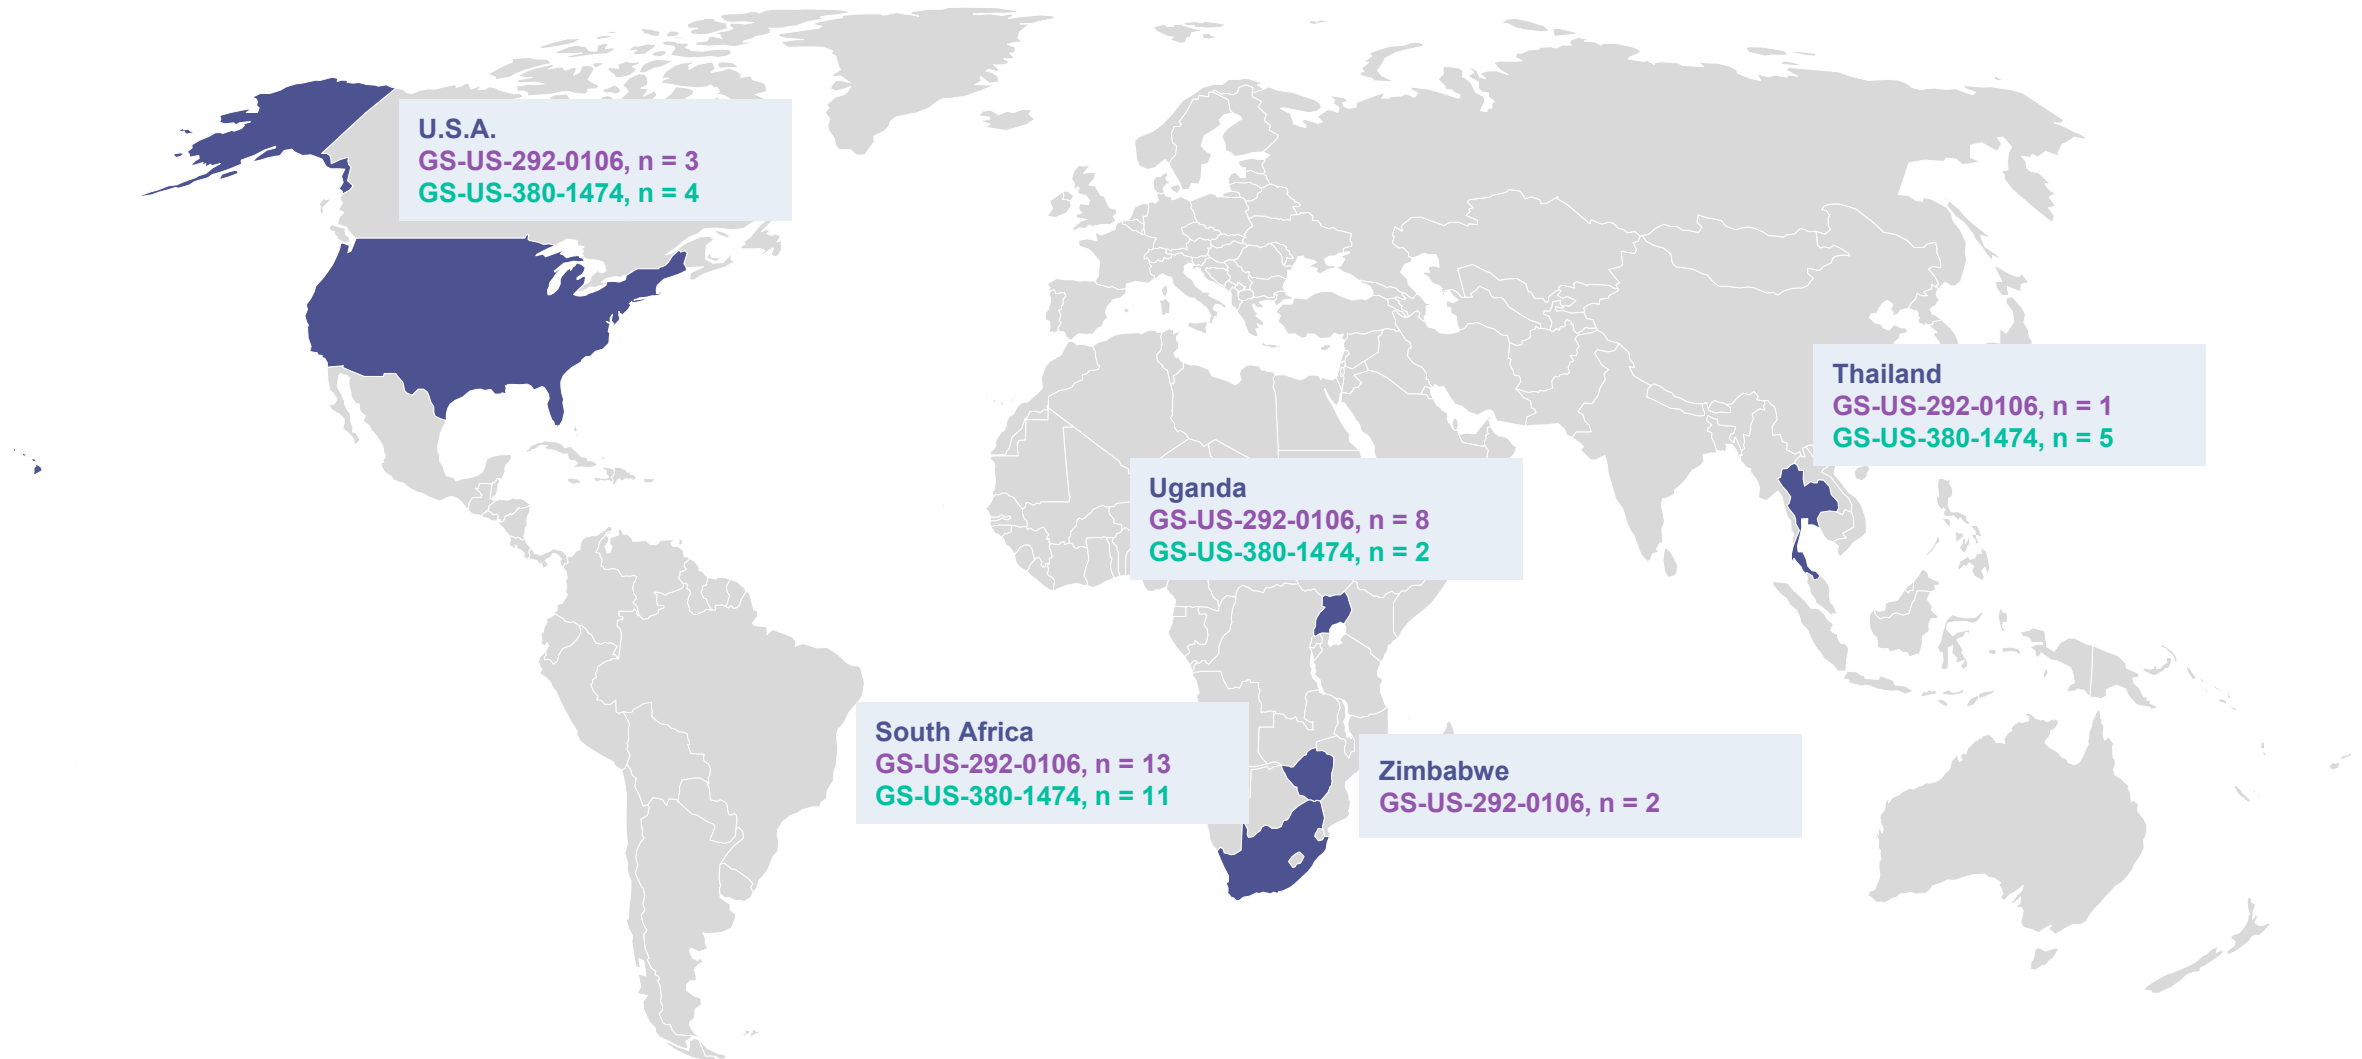 U.S.A.
GS-US-292-0106, n = 3
GS-US-380-1474, n = 4
Thailand
GS-US-292-0106, n = 1
GS-US-380-1474, n = 5
Uganda
GS-US-292-0106, n = 8
GS-US-380-1474, n = 2
South Africa
GS-US-292-0106, n = 13
GS-US-380-1474, n = 11
Zimbabwe
GS-US-292-0106, n = 2